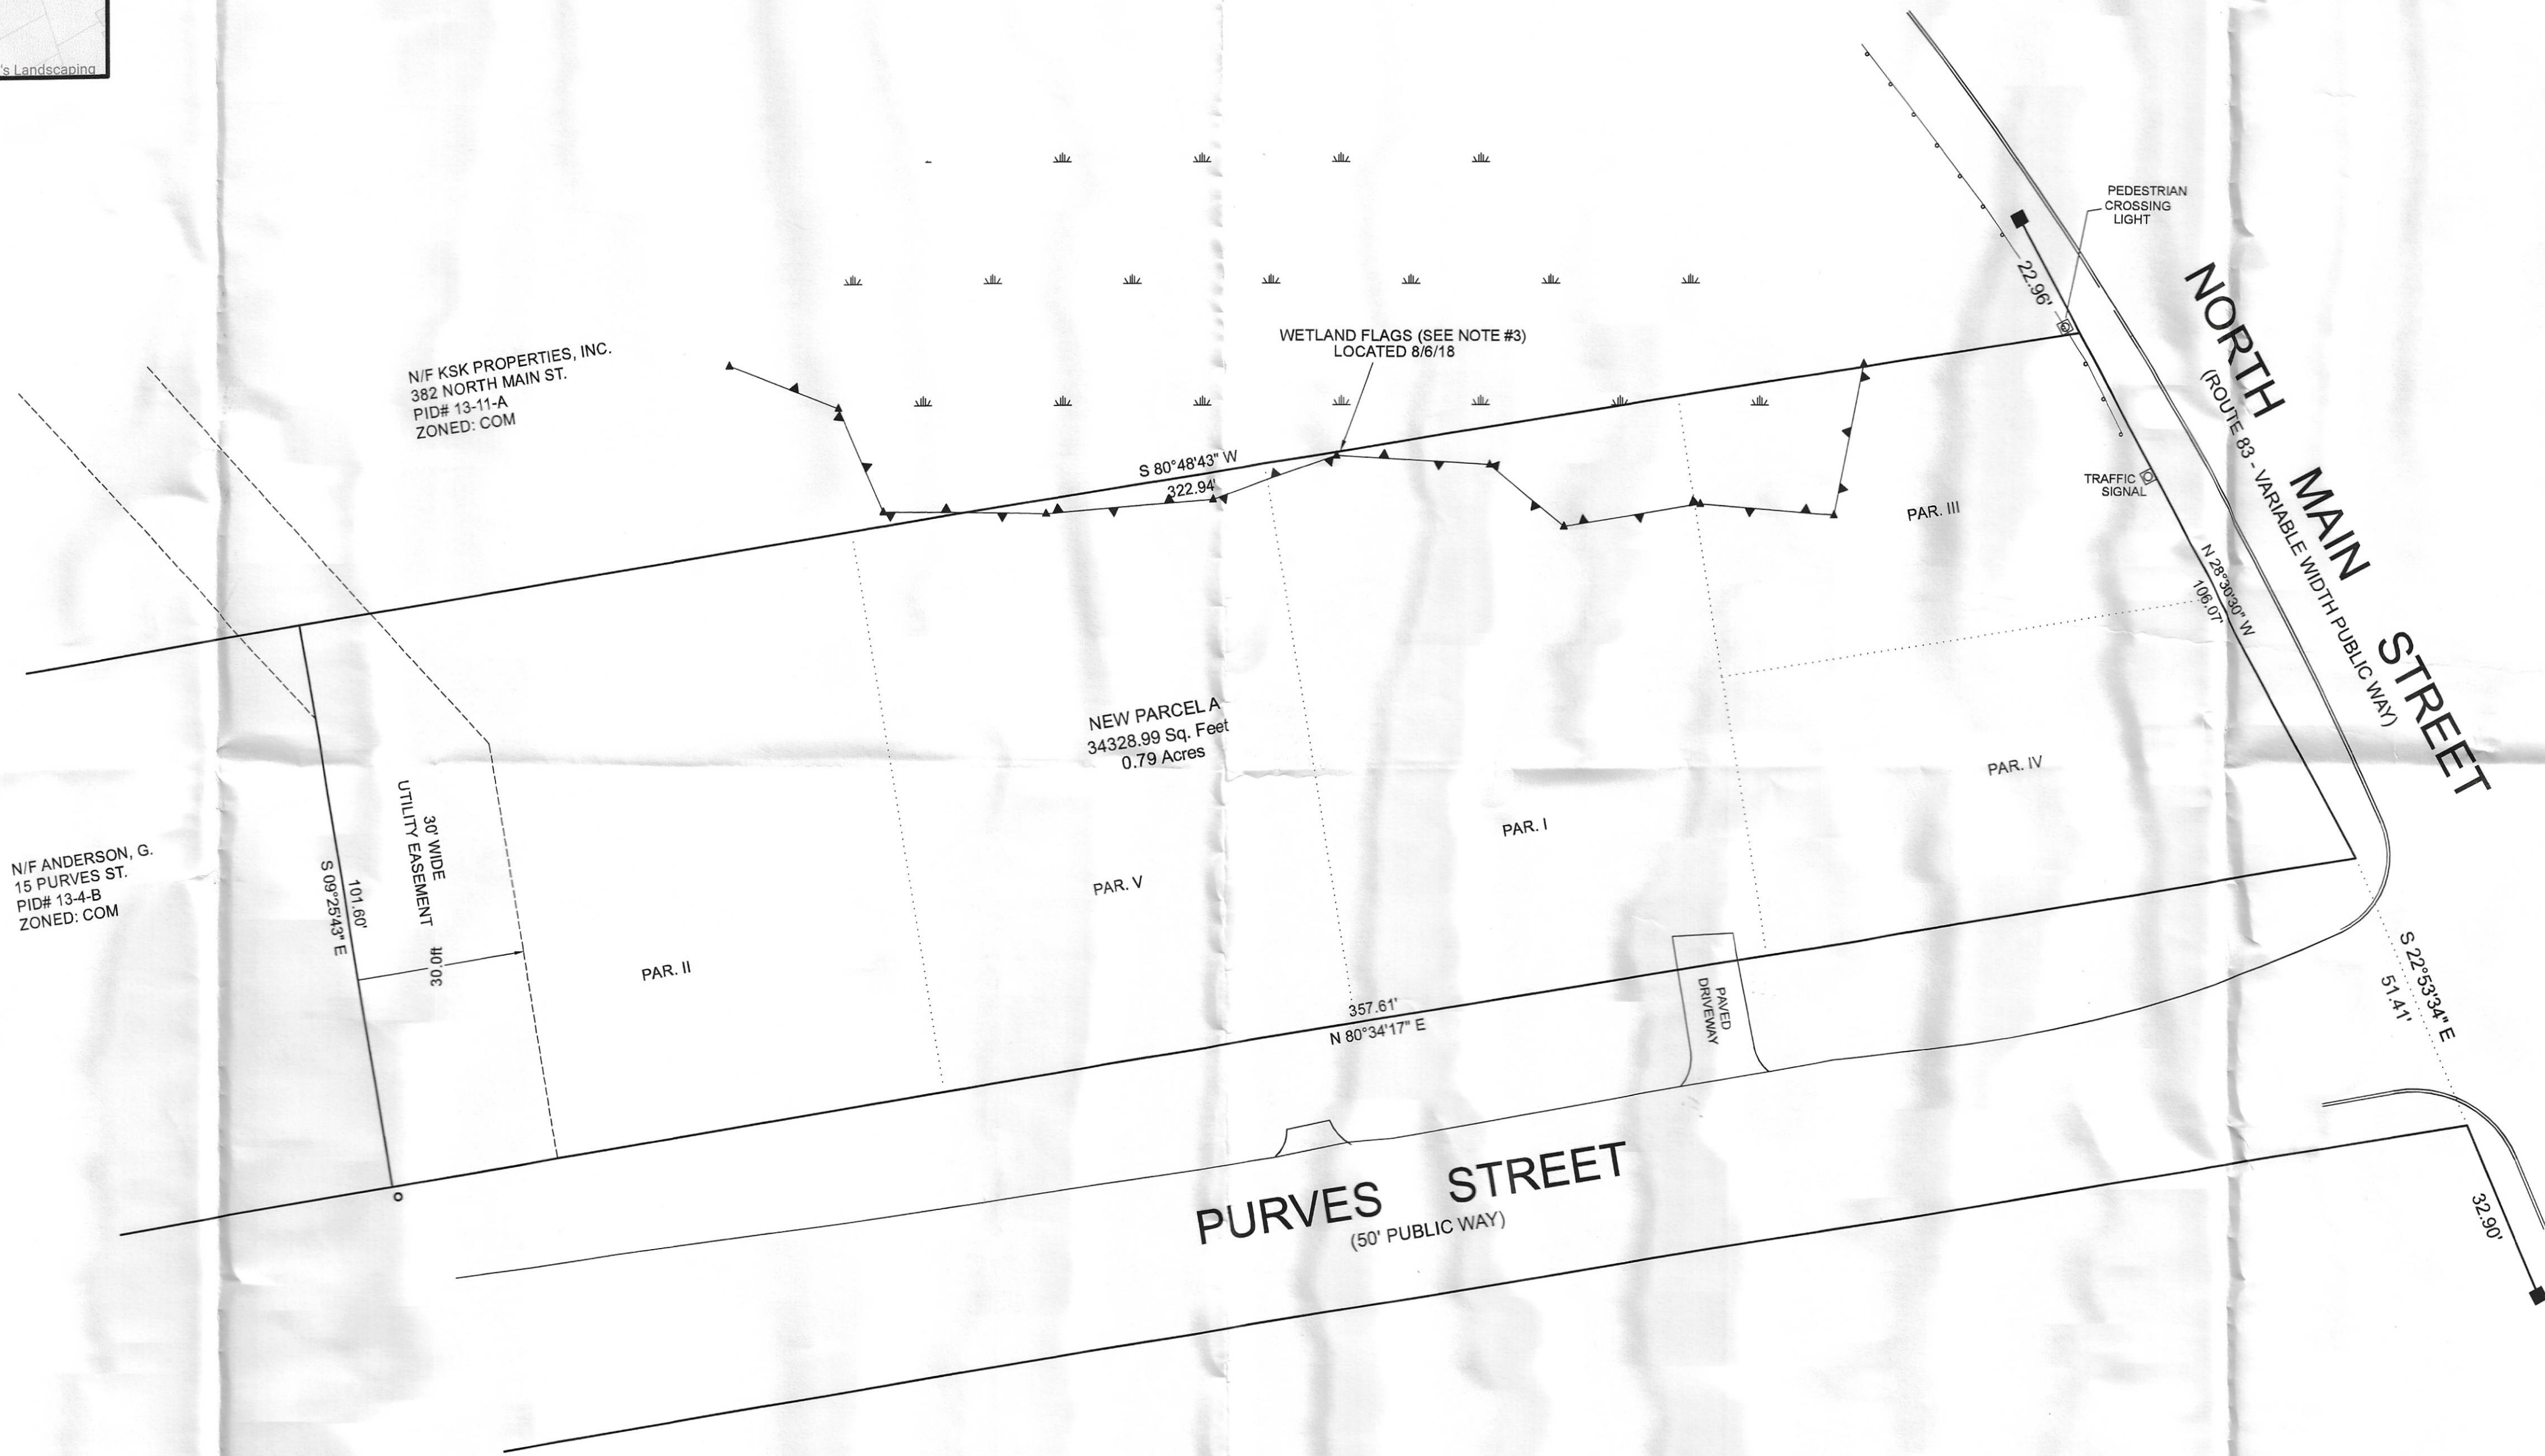 's Landscaping
PEDESTRIAN
CROSSING
LIGHT
22.96'
NORTH MAIN STREET
(ROUTE 83 - VARIABLE WIDTH PUBLIC WAY)
WETLAND FLAGS (SEE NOTE #3)
LOCATED 8/6/18
N/F KSK PROPERTIES, INC.
382 NORTH MAIN ST.
PID# 13-11-A
ZONED: COM
S 80°48'43" W
322.94'
TRAFFIC
SIGNAL
PAR. III
N 28°30'30" W
106.07'
NEW PARCEL A
34328.99 Sq. Feet
0.79 Acres
PAR. IV
30' WIDE
UTILITY EASEMENT
PAR. I
N/F ANDERSON, G.
15 PURVES ST.
PID# 13-4-B
ZONED: COM
101.60'
S 09°25'43" E
PAR. V
30.0ft
PAR. II
357.61'
N 80°34'17" E
PAVED
DRIVEWAY
S 22°53'34" E
51.41'
PURVES STREET
(50' PUBLIC WAY)
32.90'